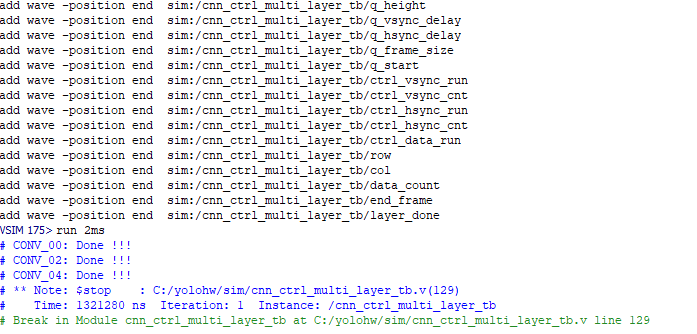 add wave -position end  sim:/cnn_ctrl_multi_layer_tb/q_height
add wave -position end  sim:/cnn_ctrl_multi_layer_tb/q_vsync_delay
add wave -position end  sim:/cnn_ctrl_multi_layer_tb/q_hsync_delay
add wave -position end  sim:/cnn_ctrl_multi_layer_tb/q_frame_size
add wave -position end  sim:/cnn_ctrl_multi_layer_tb/q_start
add wave -position end  sim:/cnn_ctrl_multi_layer_tb/ctrl_vsync_run
add wave -position end  sim:/cnn_ctrl_multi_layer_tb/ctrl_vsync_cnt
add wave -position end  sim:/cnn_ctrl_multi_layer_tb/ctrl_hsync_run
add wave -position end  sim:/cnn_ctrl_multi_layer_tb/ctrl_hsync_cnt
add wave -position end  sim:/cnn_ctrl_multi_layer_tb/ctrl_data_run
add wave -position end  sim:/cnn_ctrl_multi_layer_tb/row
add wave -position end  sim:/cnn_ctrl_multi_layer_tb/col
add wave -position end  sim:/cnn_ctrl_multi_layer_tb/data_count
add wave -position end  sim:/cnn_ctrl_multi_layer_tb/end_frame
add wave -position end  sim:/cnn_ctrl_multi_layer_tb/layer_done
VSIM 175> run 2ms
# CONV_00: Done !!!
# CONV_02: Done !!!
# CONV_04: Done !!!
# ** Note: $stop    : C:/yolohw/sim/cnn_ctrl_multi_layer_tb.v(129)
#    Time: 1321280 ns  Iteration: 1  Instance: /cnn_ctrl_multi_layer_tb
# Break in Module cnn_ctrl_multi_layer_tb at C:/yolohw/sim/cnn_ctrl_multi_layer_tb.v line 129